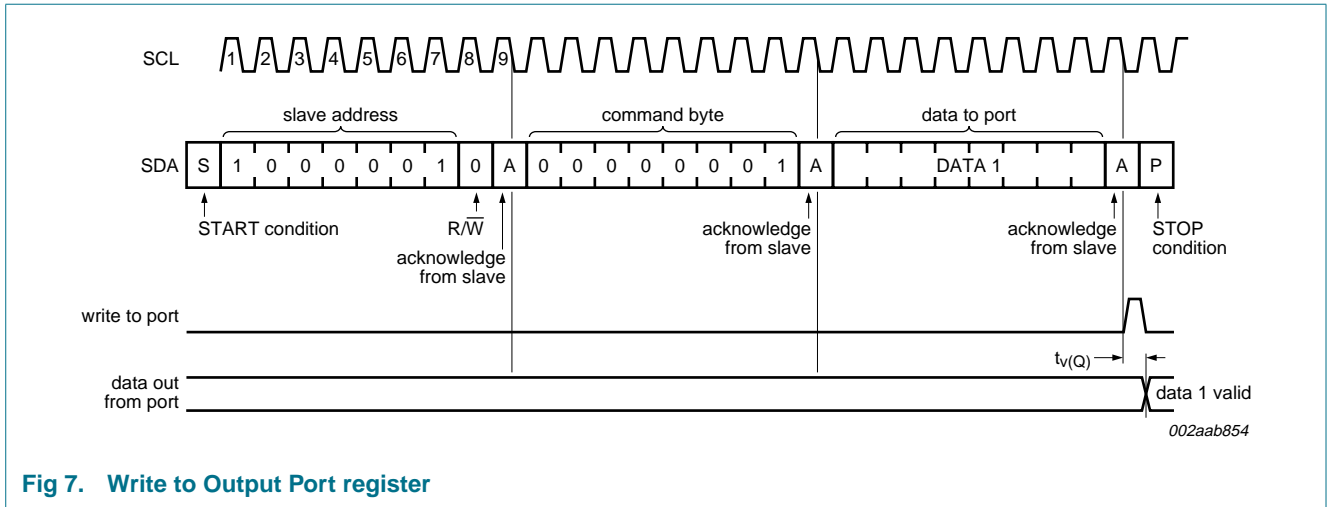 SCL
1 2 3 4 5 6 7 8 9
slave address
command byte
data to port
SDA S 1 0 0 0 0 0 1 0 A 0 0 0 0 0 0 0 1 A DATA 1 A P
START condition
R/W̅
acknowledge
from slave
acknowledge
from slave
acknowledge
from slave
STOP
condition
write to port
tv(Q)
data out
from port
data 1 valid
002aab854
Fig 7. Write to Output Port register